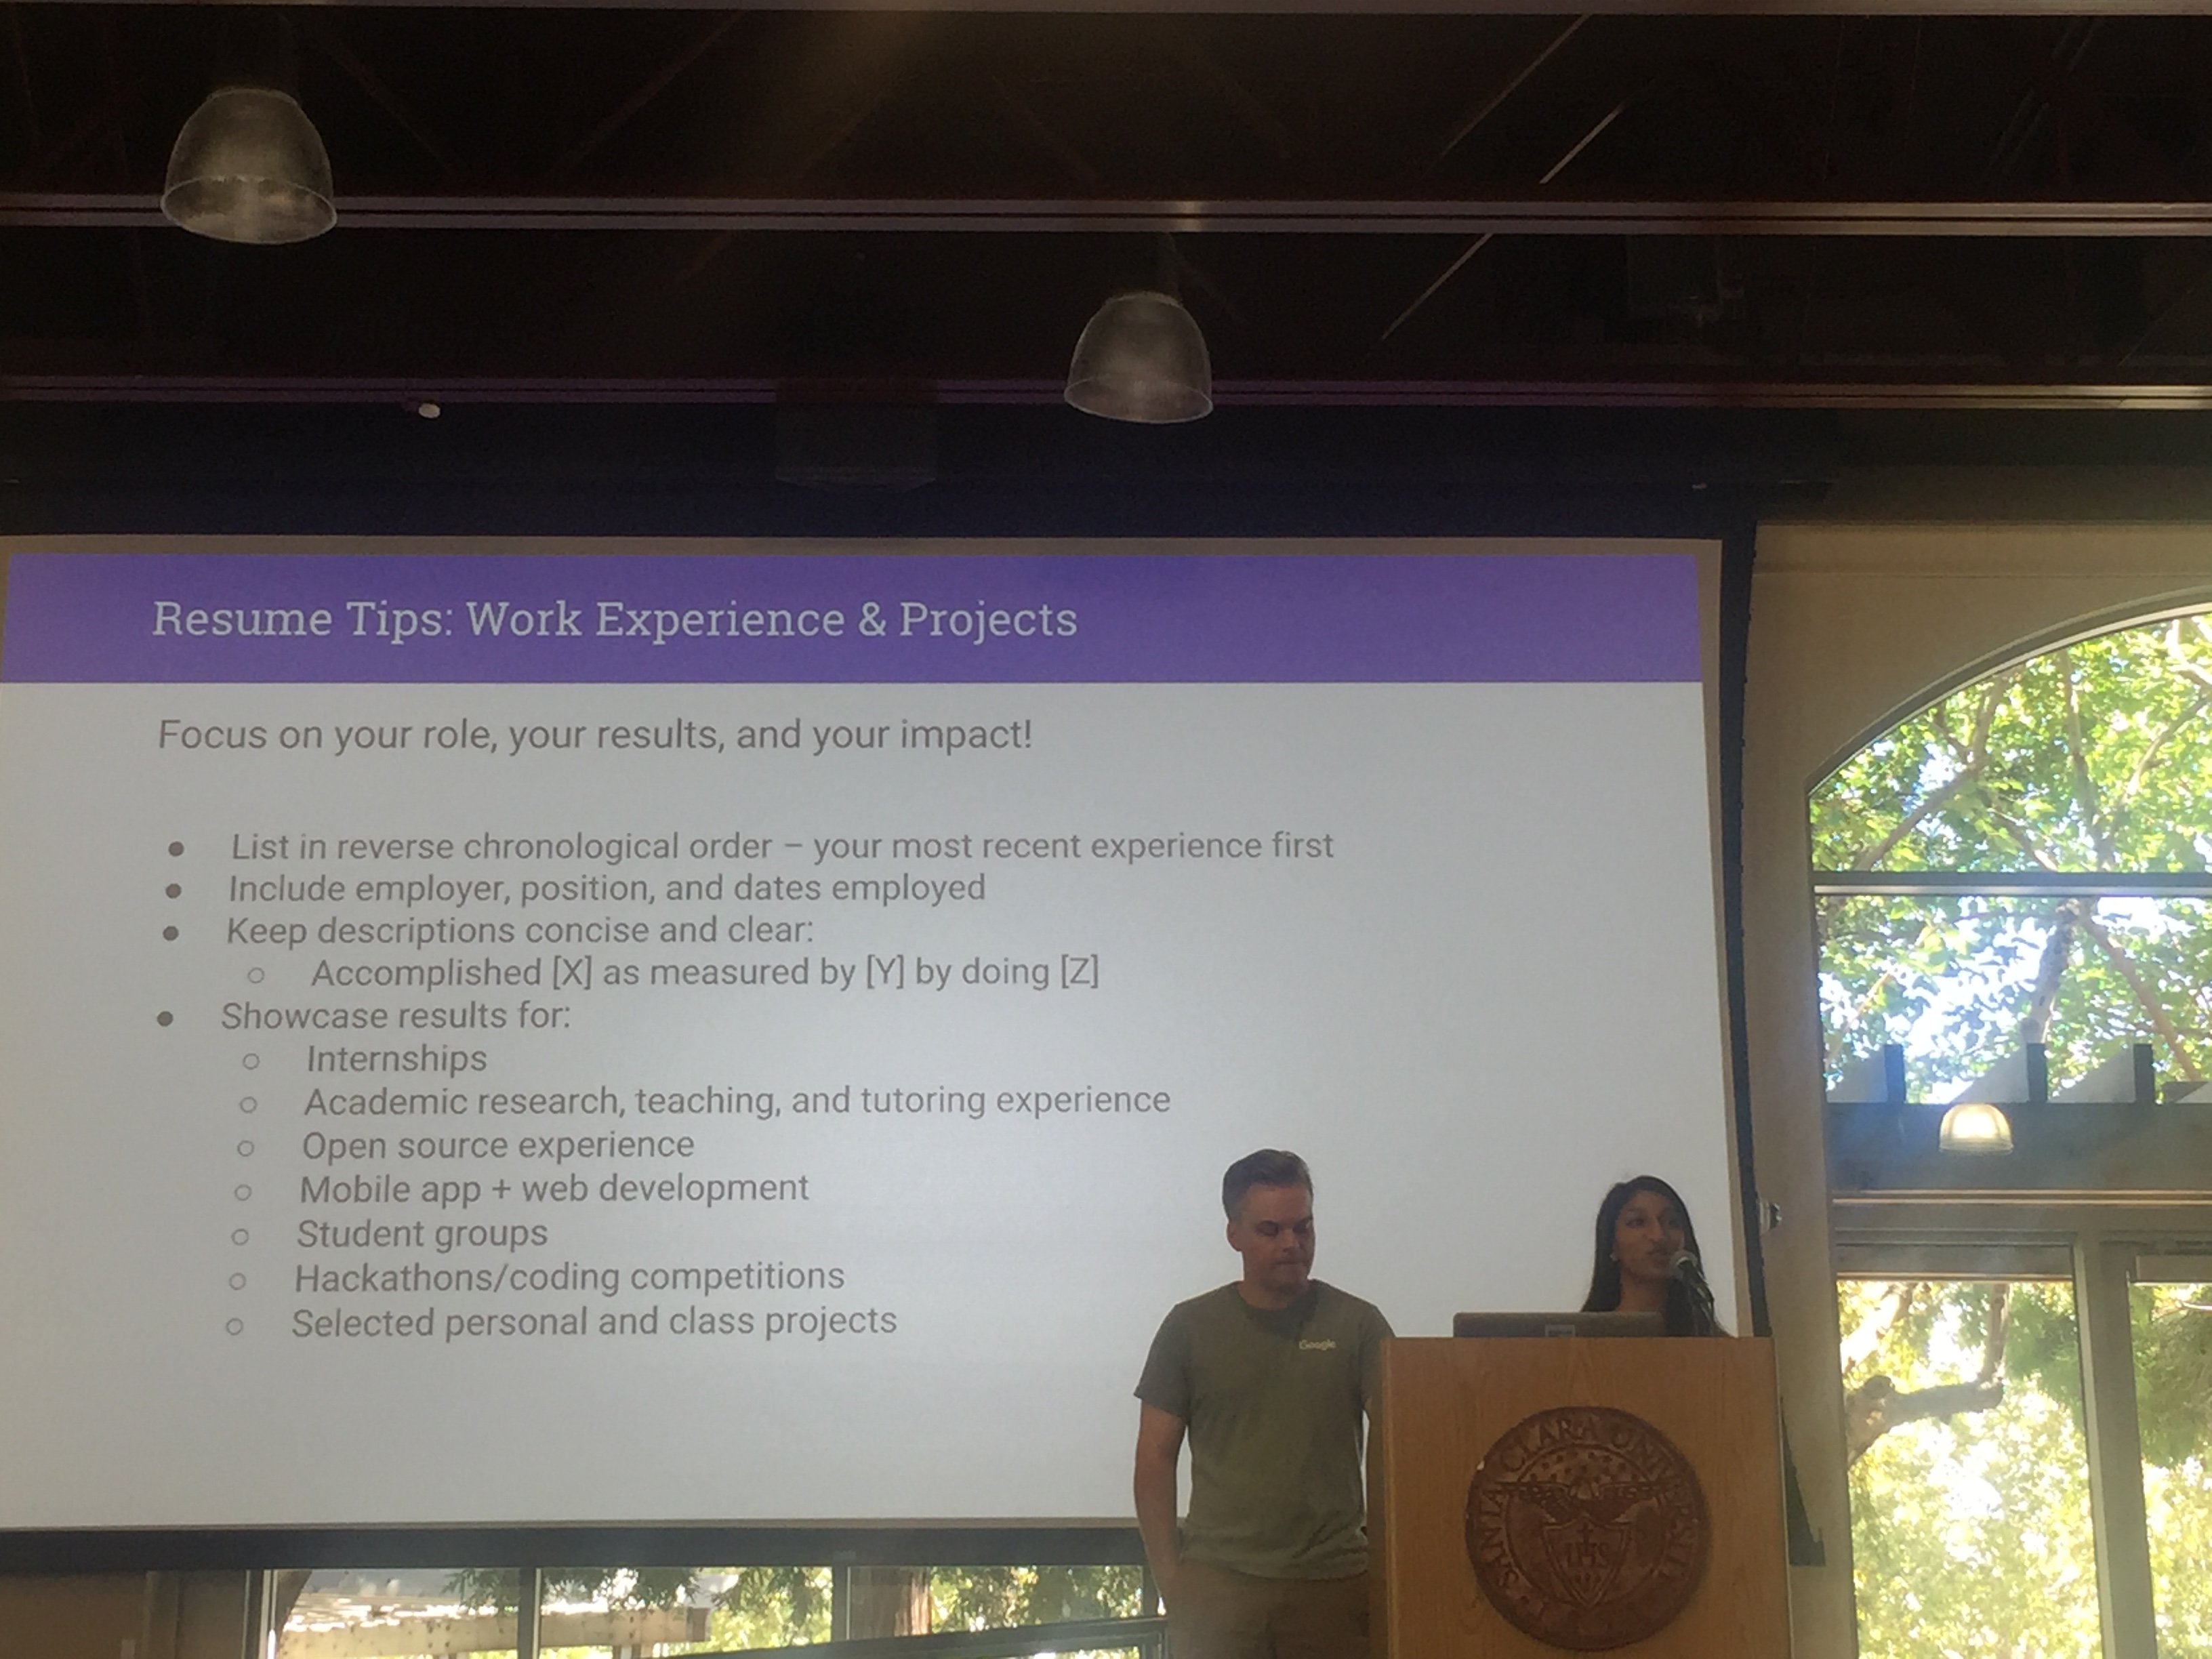 Resume Tips: Work Experience & Projects
Focus on your role, your results, and your impact!
● List in reverse chronological order – your most recent experience first
● Include employer, position, and dates employed
● Keep descriptions concise and clear:
○ Accomplished [X] as measured by [Y] by doing [Z]
● Showcase results for:
○ Internships
○ Academic research, teaching, and tutoring experience
○ Open source experience
○ Mobile app + web development
○ Student groups
○ Hackathons/coding competitions
○ Selected personal and class projects
Google
SANTA CLARA UNIVERSITY
IHS